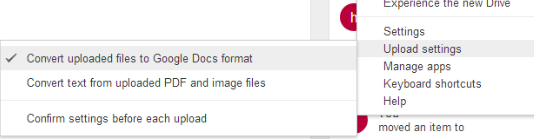 Experience the new Drive
h
Settings
Upload settings
Convert uploaded files to Google Docs format
Convert text from uploaded PDF and image files
Confirm settings before each upload
Manage apps
Keyboard shortcuts
Help
You
moved an item to